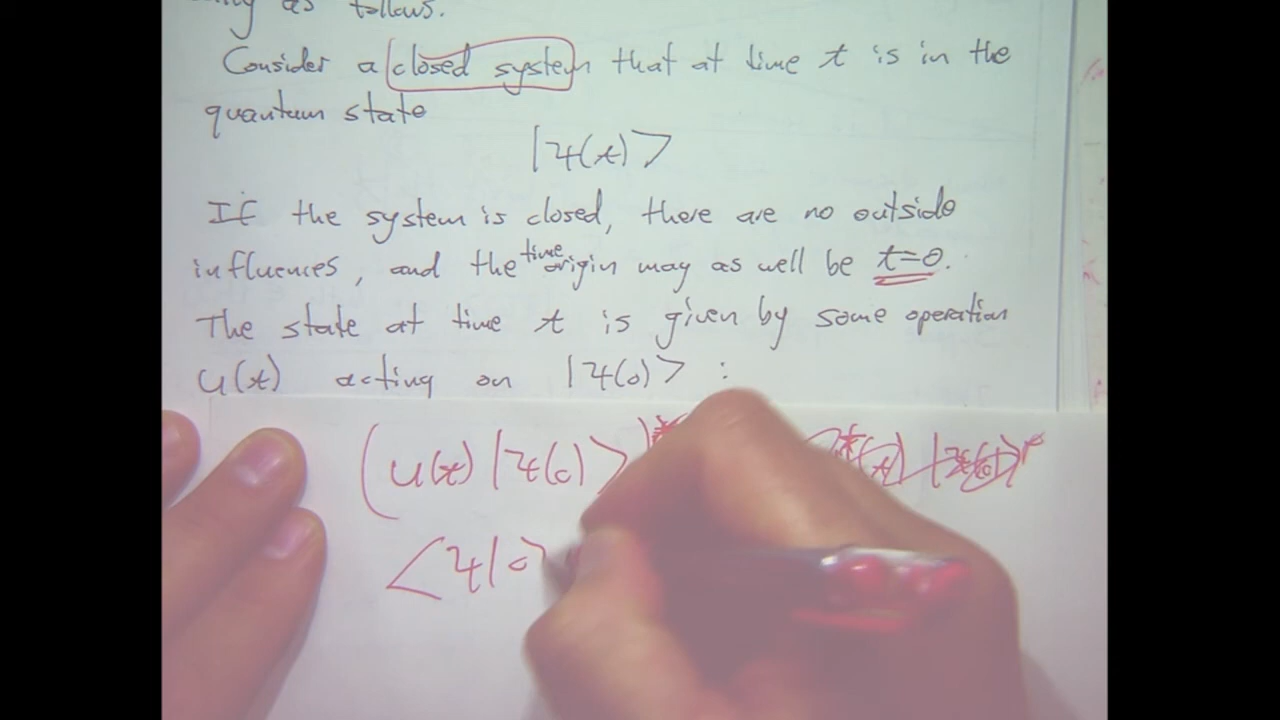 as follows.
Consider a closed system that at time t is in the
quantum state
|ψ(t)>
If the system is closed, there are no outside
influences, and the time origin may as well be t=0.
The state at time t is given by some operation
U(t) acting on |ψ(0)> :
(U(t) |ψ(0)>)
<ψ|0>